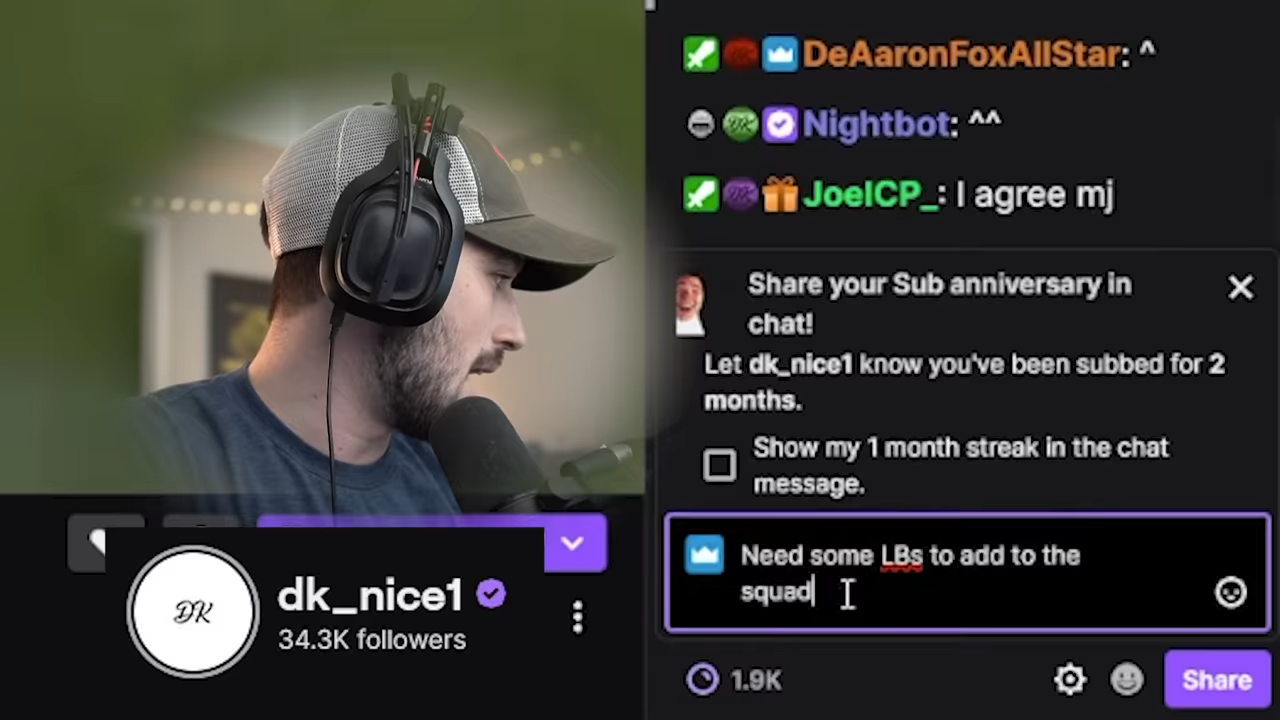 DeAaronFoxAllStar: ^
Nightbot: ^^
JoelCP_: I agree mj
Share your Sub anniversary in
chat!
Let dk_nice1 know you've been subbed for 2
months.
Show my 1 month streak in the chat
message.
Need some LBs to add to the
squad
1.9K
Share
DK
dk_nice1
34.3K followers